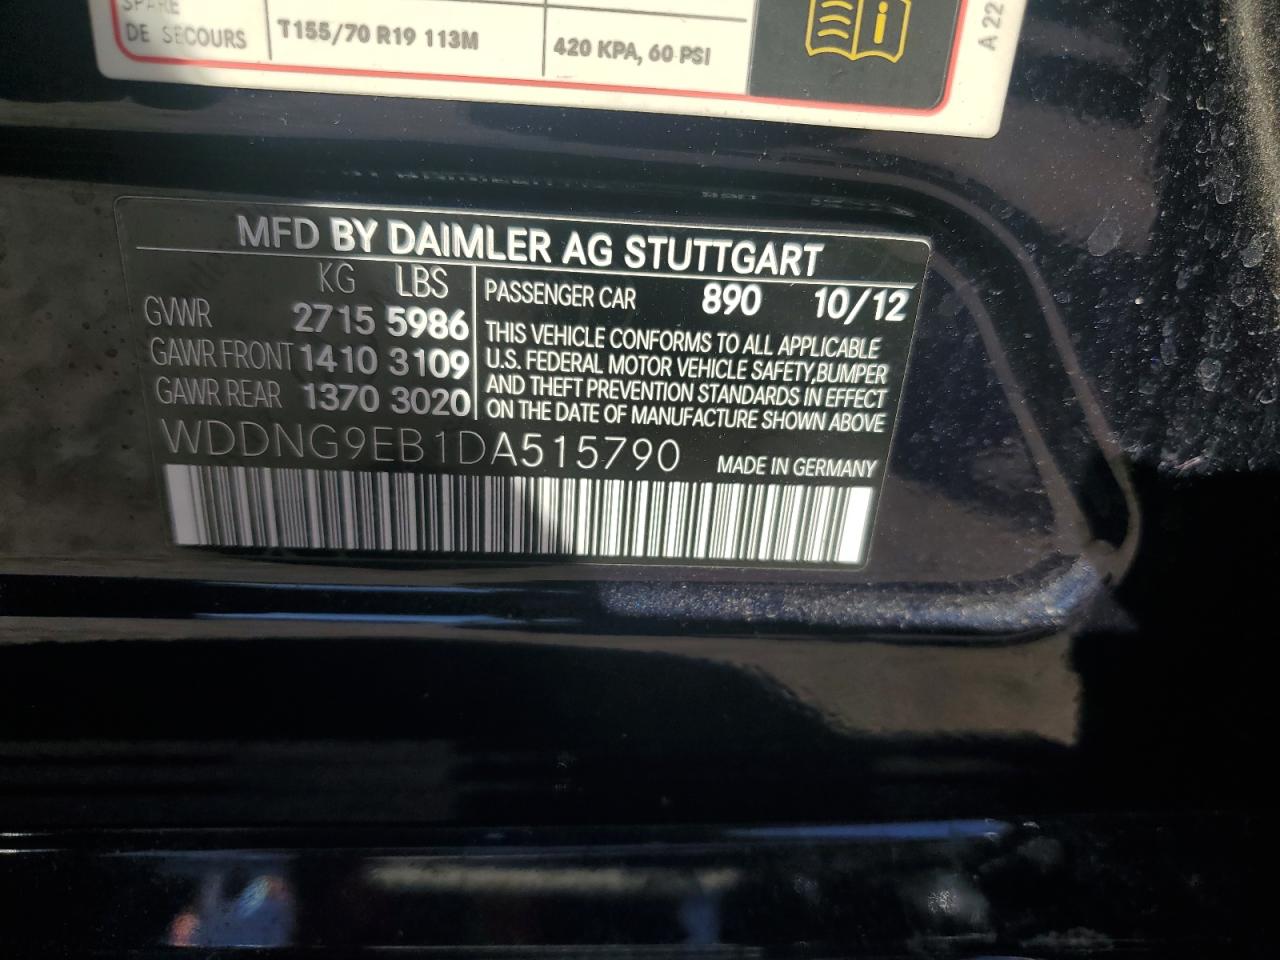 SPARE
DE SECOURS
T155/70 R19 113M
420 KPA, 60 PSI
A 22
MFD BY DAIMLER AG STUTTGART
KG LBS
GVWR 2715 5986
GAWR FRONT 1410 3109
GAWR REAR 1370 3020
PASSENGER CAR 890 10/12
THIS VEHICLE CONFORMS TO ALL APPLICABLE
U.S. FEDERAL MOTOR VEHICLE SAFETY,BUMPER
AND THEFT PREVENTION STANDARDS IN EFFECT
ON THE DATE OF MANUFACTURE SHOWN ABOVE
WDDNG9EB1DA515790
MADE IN GERMANY